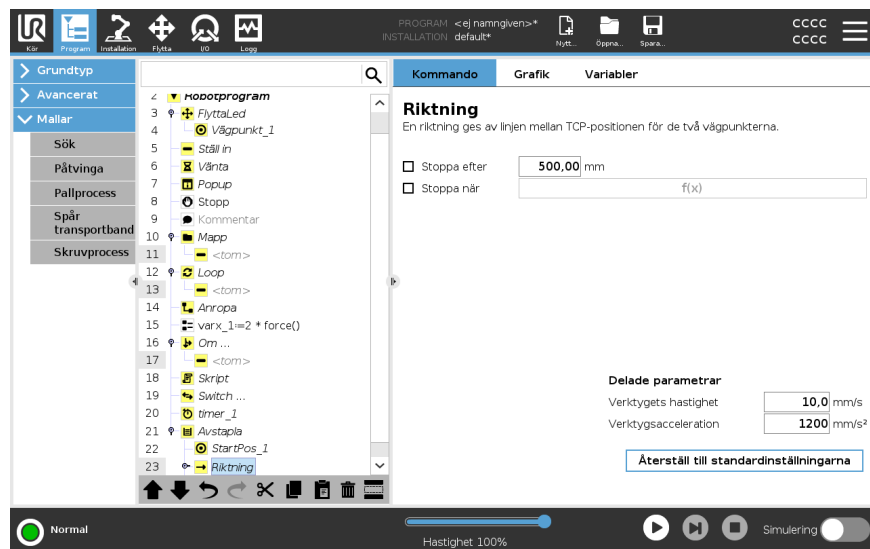 PROGRAM <ej namngiven>*
INSTALLATION default*
CCCC
CCCC
UR
Kör
Program
Installation
Flytta
I/O
Logg
Nytt...
Öppna...
Spara...
Grundtyp
Avancerat
Mallar
Sök
Påtvinga
Pallprocess
Spår
transportband
Skruvprocess
2 Robotprogram
3 FlyttaLed
4 Vägpunkt_1
5 Ställ in
6 Vänta
7 Popup
8 Stopp
9 Kommentar
10 Mapp
11 <tom>
12 Loop
13 <tom>
14 Anropa
15 varx_1:=2 * force()
16 Om ...
17 <tom>
18 Skript
19 Switch ...
20 timer_1
21 Avstapla
22 StartPos_1
23 Riktning
Kommando
Grafik
Variabler
Riktning
En riktning ges av linjen mellan TCP-positionen för de två vägpunkterna.
Stoppa efter 500,00 mm
Stoppa när f(x)
Delade parametrar
Verktygets hastighet 10,0 mm/s
Verktygsacceleration 1200 mm/s²
Återställ till standardinställningarna
Normal
Hastighet 100%
Simulering